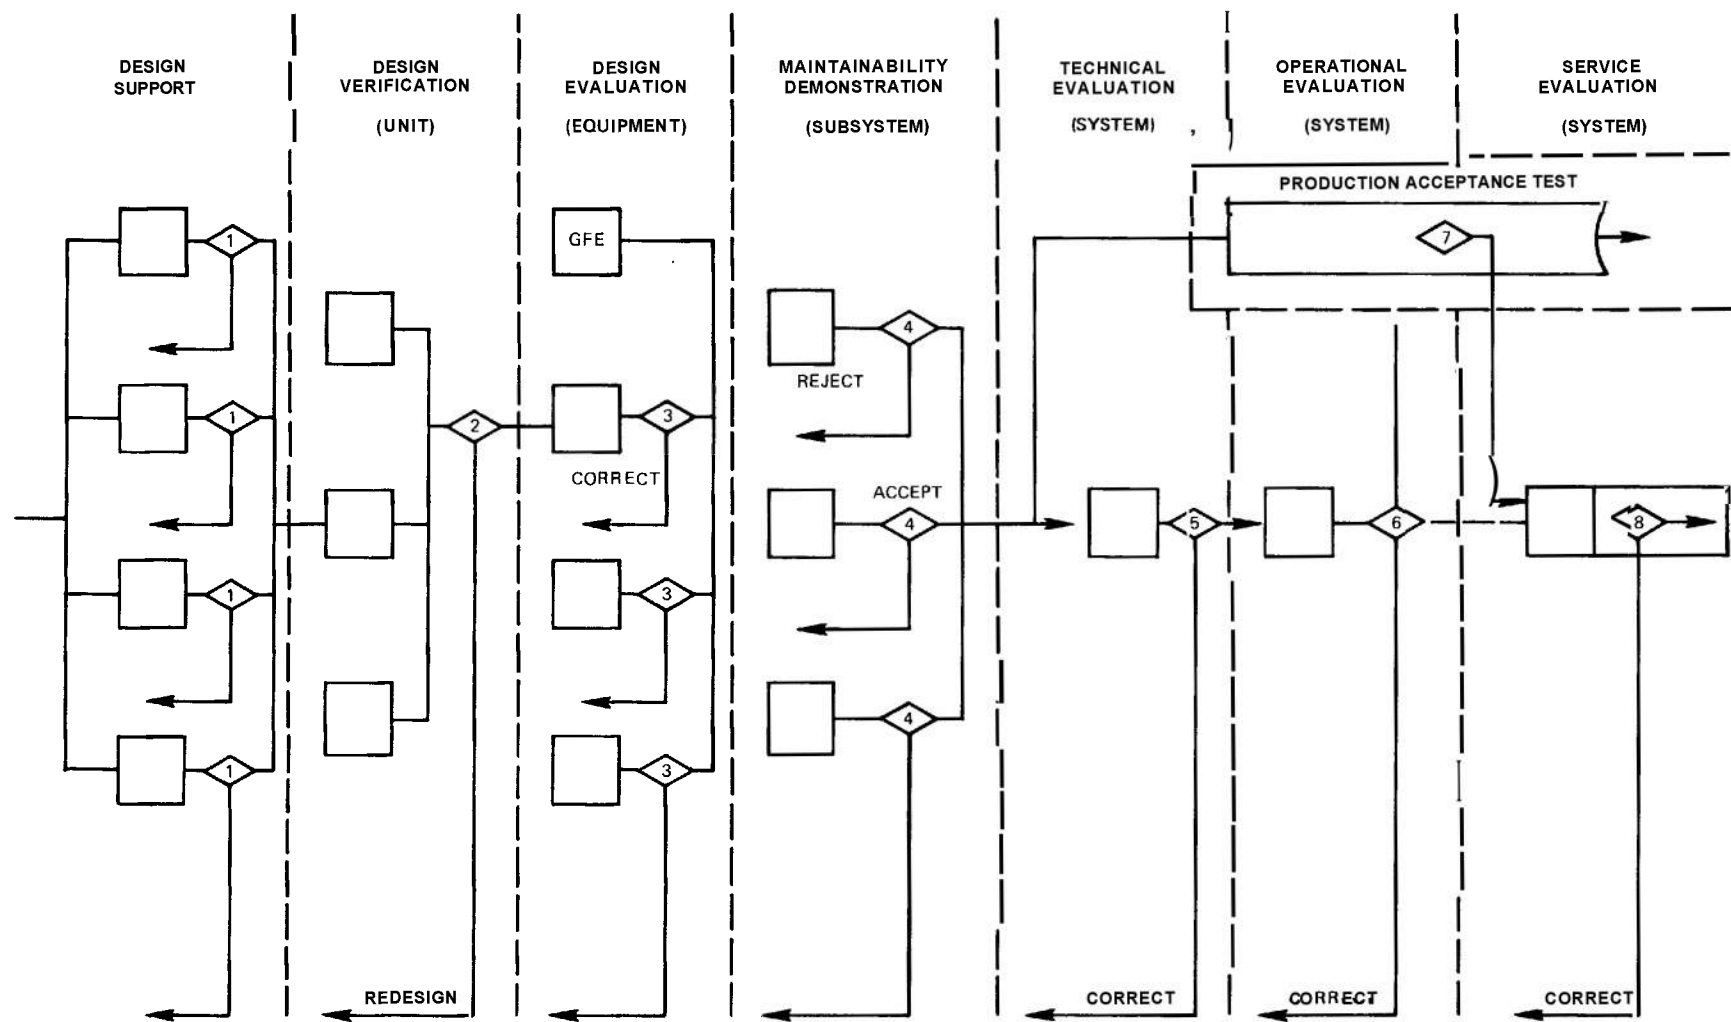 DESIGN
SUPPORT
DESIGN
VERIFICATION
(UNIT)
DESIGN
EVALUATION
(EQUIPMENT)
MAINTAINABILITY
DEMONSTRATION
(SUBSYSTEM)
TECHNICAL
EVALUATION
(SYSTEM)
OPERATIONAL
EVALUATION
(SYSTEM)
SERVICE
EVALUATION
(SYSTEM)
PRODUCTION ACCEPTANCE TEST
1
GFE
7
4
REJECT
1
2
3
CORRECT
ACCEPT
4
5
6
8
1
3
4
1
3
REDESIGN
CORRECT
CORRECT
CORRECT